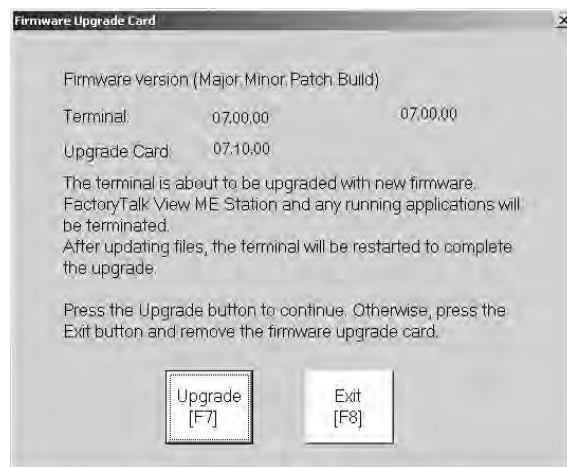 Firmware Upgrade Card
Firmware version (Major.Minor.Patch.Build)
Terminal: 07.00.00 07.00.00
Upgrade Card: 07.10.00
The terminal is about to be upgraded with new firmware.
FactoryTalk View ME Station and any running applications will
be terminated.
After updating files, the terminal will be restarted to complete
the upgrade.
Press the Upgrade button to continue. Otherwise, press the
Exit button and remove the firmware upgrade card.
Upgrade
[F7]
Exit
[F8]